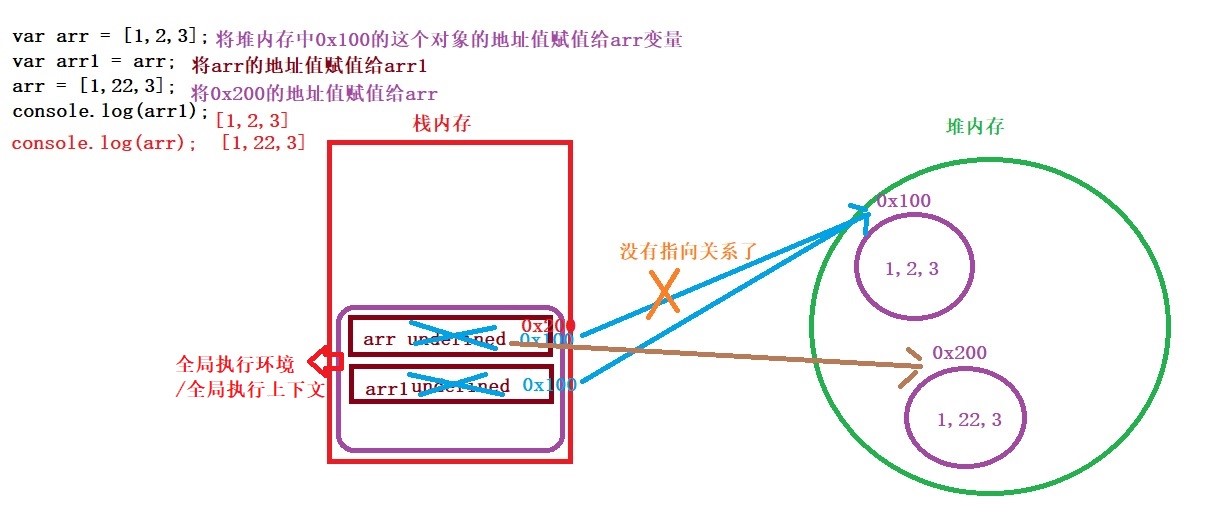 var arr = [1,2,3]; 将堆内存中0x100的这个对象的地址值赋值给arr变量
var arr1 = arr; 将arr的地址值赋值给arr1
arr = [1,22,3]; 将0x200的地址值赋值给arr
console.log(arr1); [1,2,3]
console.log(arr); [1,22,3]
栈内存
堆内存
0x100
没有指向关系了
1,2,3
0x200
arr undefined 0x100
0x200
全局执行环境
/全局执行上下文
arr1 undefined 0x100
1,22,3